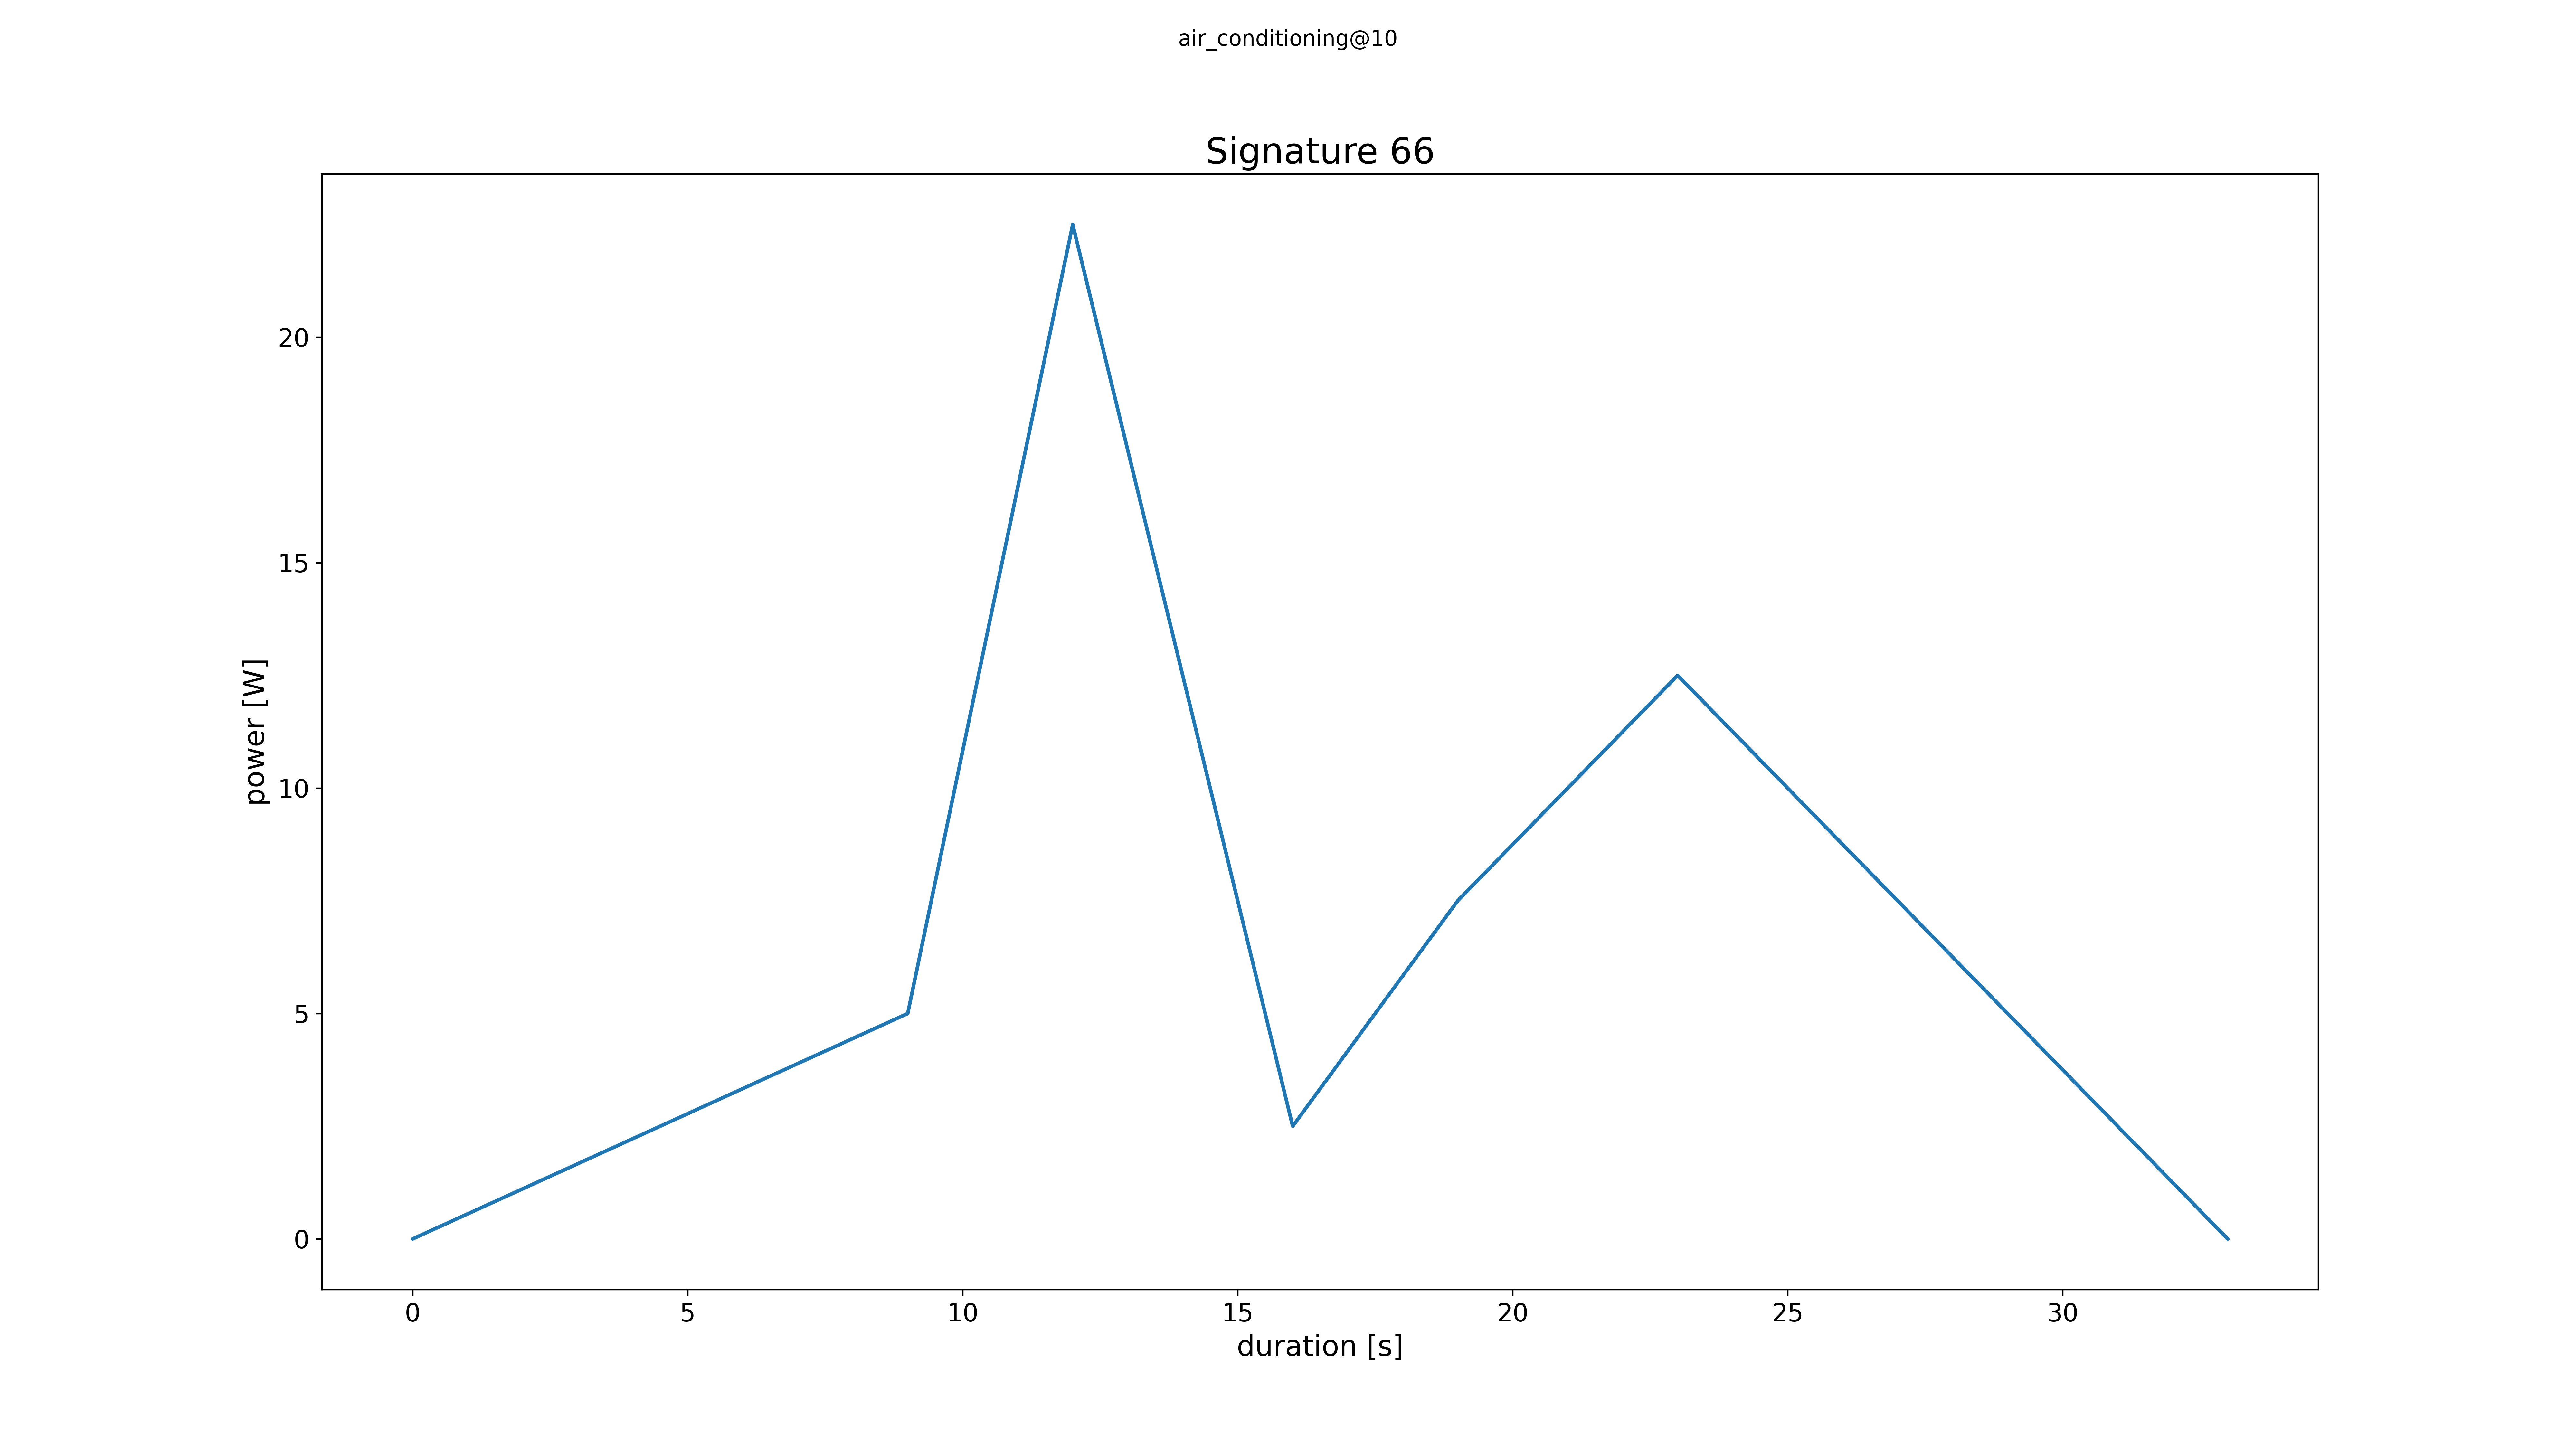 air_conditioning@10
Signature 66
power [W]
20
15
10
5
0
0 5 10 15 20 25 30
duration [s]